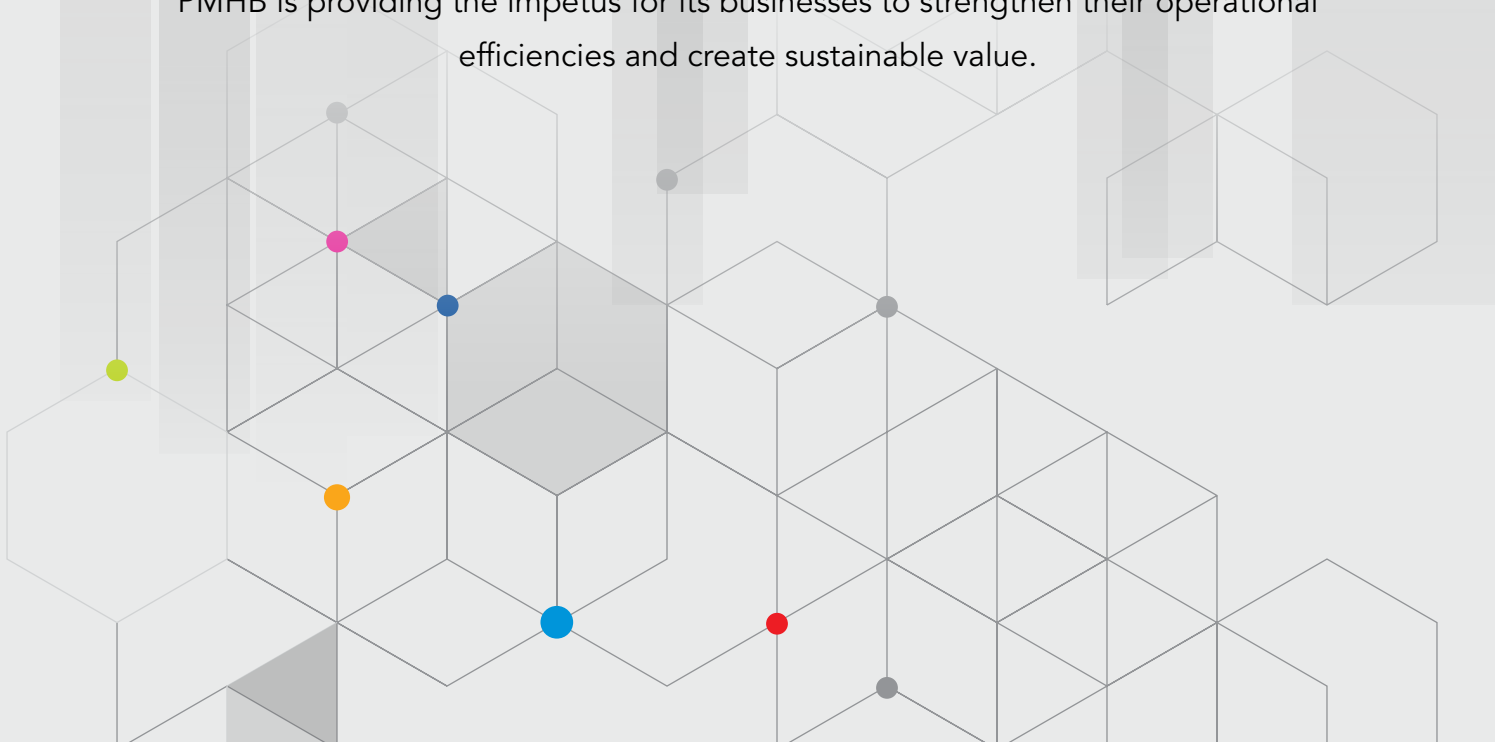 PMHB is providing the impetus for its businesses to strengthen their operational
efficiencies and create sustainable value.